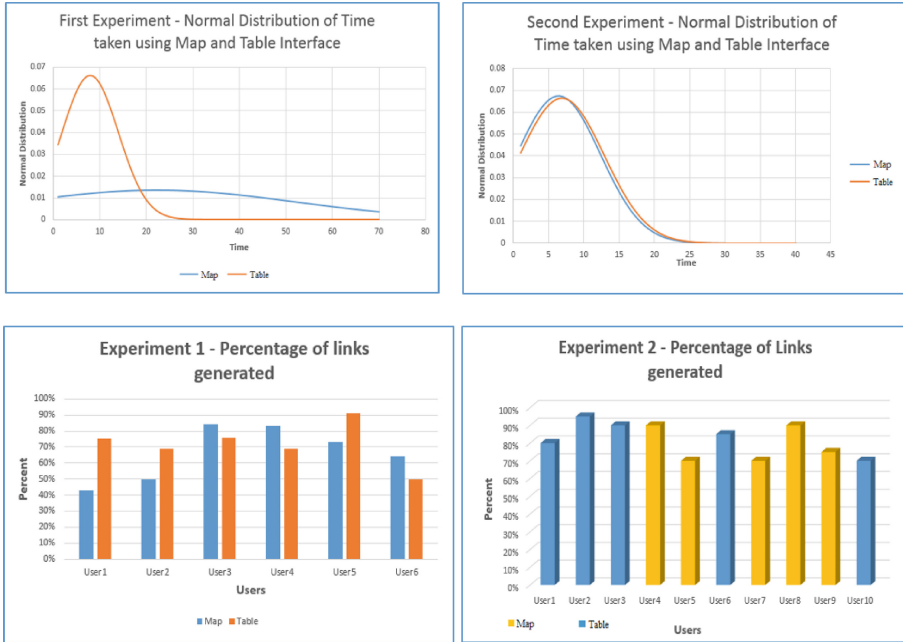 First Experiment - Normal Distribution of Time
taken using Map and Table Interface
0.07
0.06
0.05
0.04
0.03
0.02
0.01
0
Normal Distribution
0 10 20 30 40 50 60 70 80
Time
Map Table
Second Experiment - Normal Distribution of
Time taken using Map and Table Interface
0.08
0.07
0.06
0.05
0.04
0.03
0.02
0.01
0
Normal Distribution
0 5 10 15 20 25 30 35 40 45
Time
Map
Table
Experiment 1 - Percentage of links
generated
100%
90%
80%
70%
60%
50%
40%
30%
20%
10%
0%
Percent
User1 User2 User3 User4 User5 User6
Users
Map Table
Experiment 2 - Percentage of Links
generated
100%
90%
80%
70%
60%
50%
40%
30%
20%
10%
0%
Percent
User1 User2 User3 User4 User5 User6 User7 User8 User9 User10
Map Table
Users